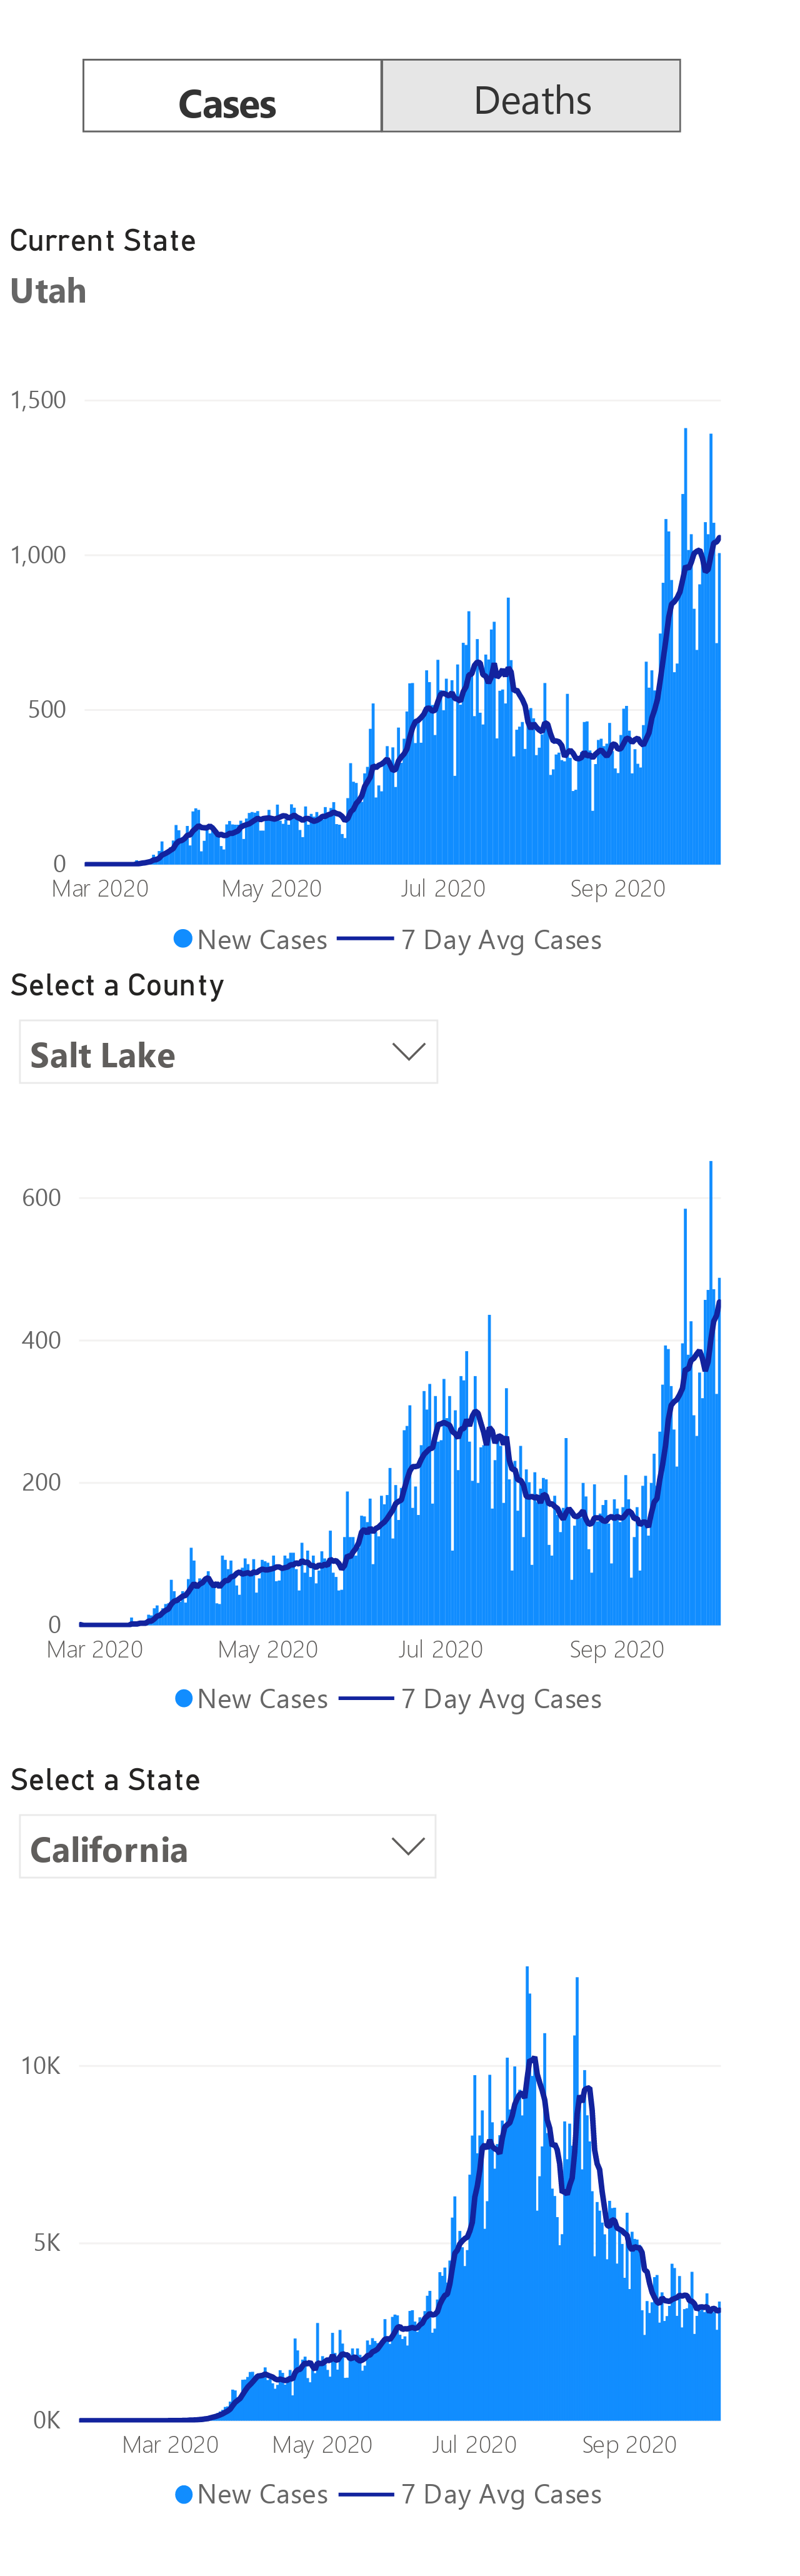 Cases Deaths
Current State
Utah
1,500
1,000
500
0
Mar 2020 May 2020 Jul 2020 Sep 2020
New Cases 7 Day Avg Cases
Select a County
Salt Lake
600
400
200
0
Mar 2020 May 2020 Jul 2020 Sep 2020
New Cases 7 Day Avg Cases
Select a State
California
10K
5K
0K
Mar 2020 May 2020 Jul 2020 Sep 2020
New Cases 7 Day Avg Cases